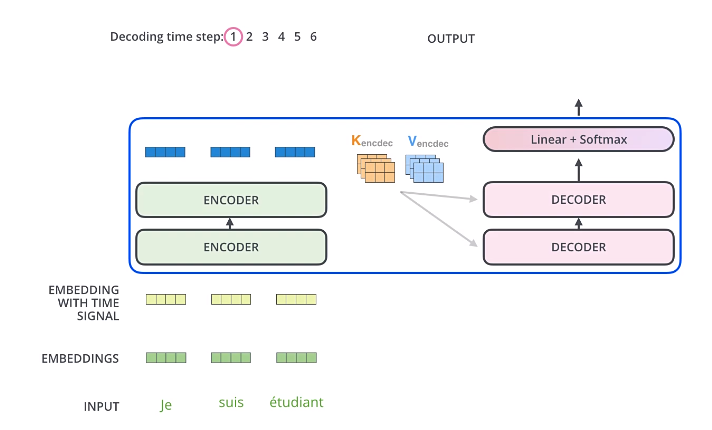 Decoding time step: 1 2 3 4 5 6
OUTPUT
Kencdec
Vencdec
Linear + Softmax
ENCODER
DECODER
ENCODER
DECODER
EMBEDDING
WITH TIME
SIGNAL
EMBEDDINGS
INPUT
Je suis étudiant